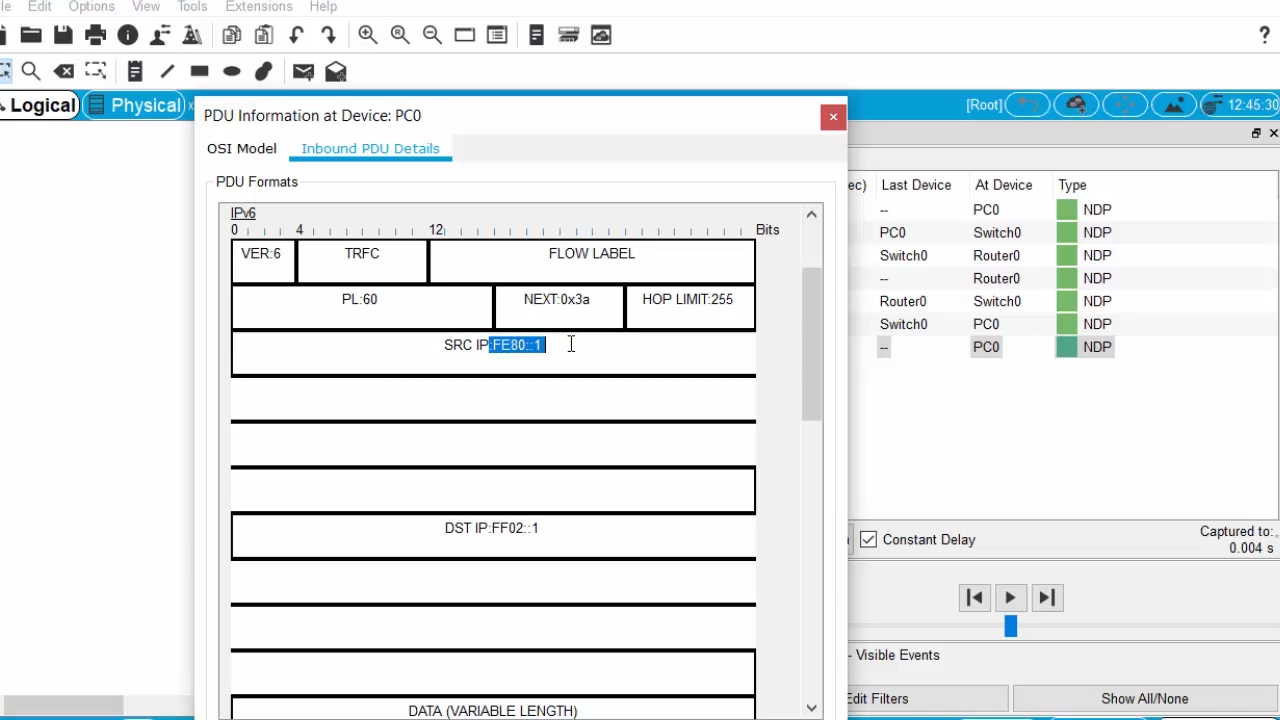 Edit Options View Tools Extensions Help
?
Logical Physical [Root] 12:45:30
PDU Information at Device: PC0
OSI Model Inbound PDU Details
PDU Formats
IPv6
0 4 12 Bits
VER:6 TRFC FLOW LABEL
PL:60 NEXT:0x3a HOP LIMIT:255
SRC IP:FE80::1
DST IP:FF02::1
DATA (VARIABLE LENGTH)
Last Device At Device Type
-- PC0 NDP
PC0 Switch0 NDP
Switch0 Router0 NDP
-- Router0 NDP
Router0 Switch0 NDP
Switch0 PC0 NDP
-- PC0 NDP
Constant Delay
Captured to:
0.004 s
- Visible Events
Edit Filters Show All/None